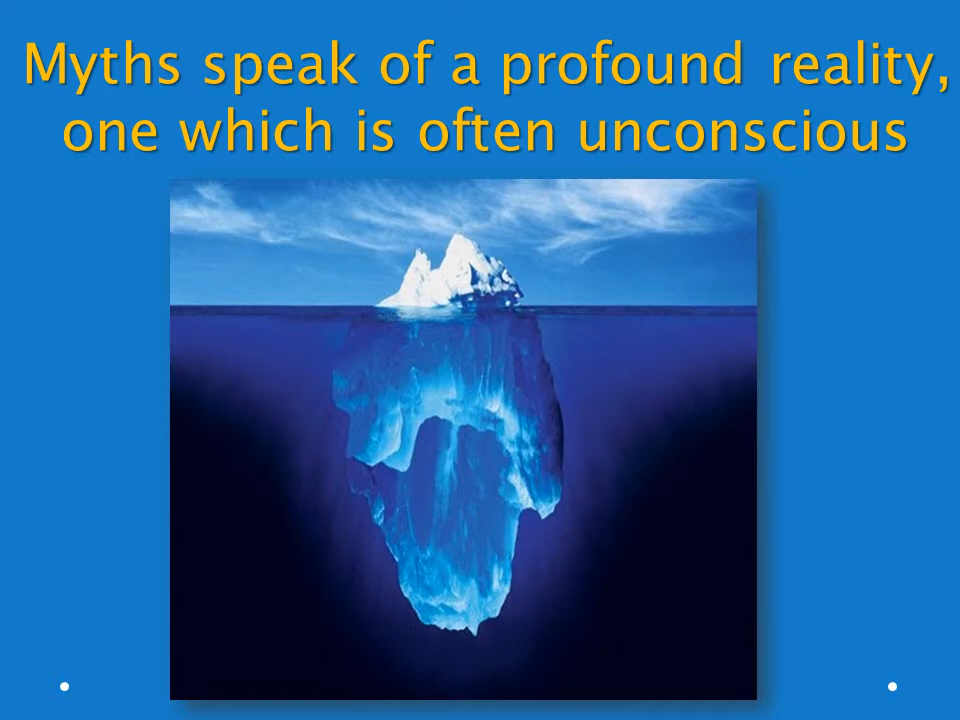 Myths speak of a profound reality,
one which is often unconscious